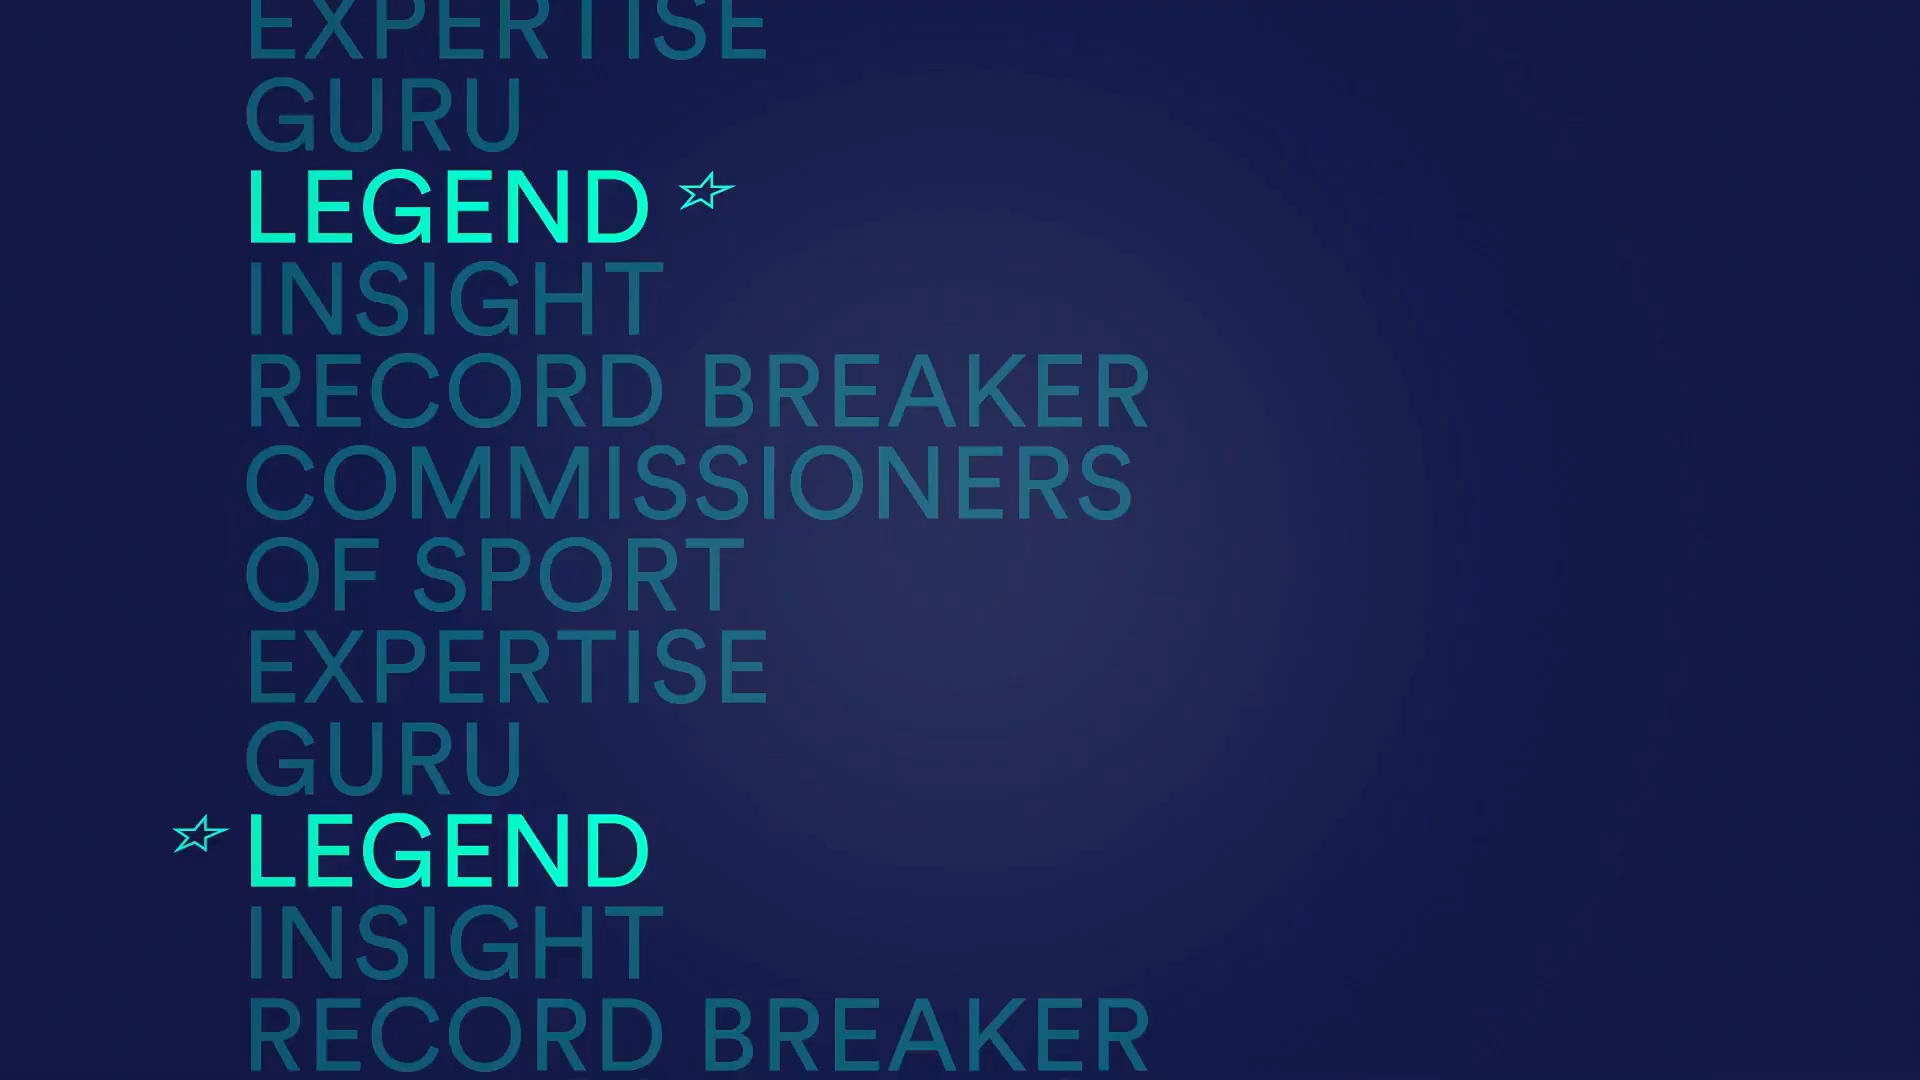 EXPERTISE
GURU
LEGEND
INSIGHT
RECORD BREAKER
COMMISSIONERS
OF SPORT
EXPERTISE
GURU
LEGEND
INSIGHT
RECORD BREAKER